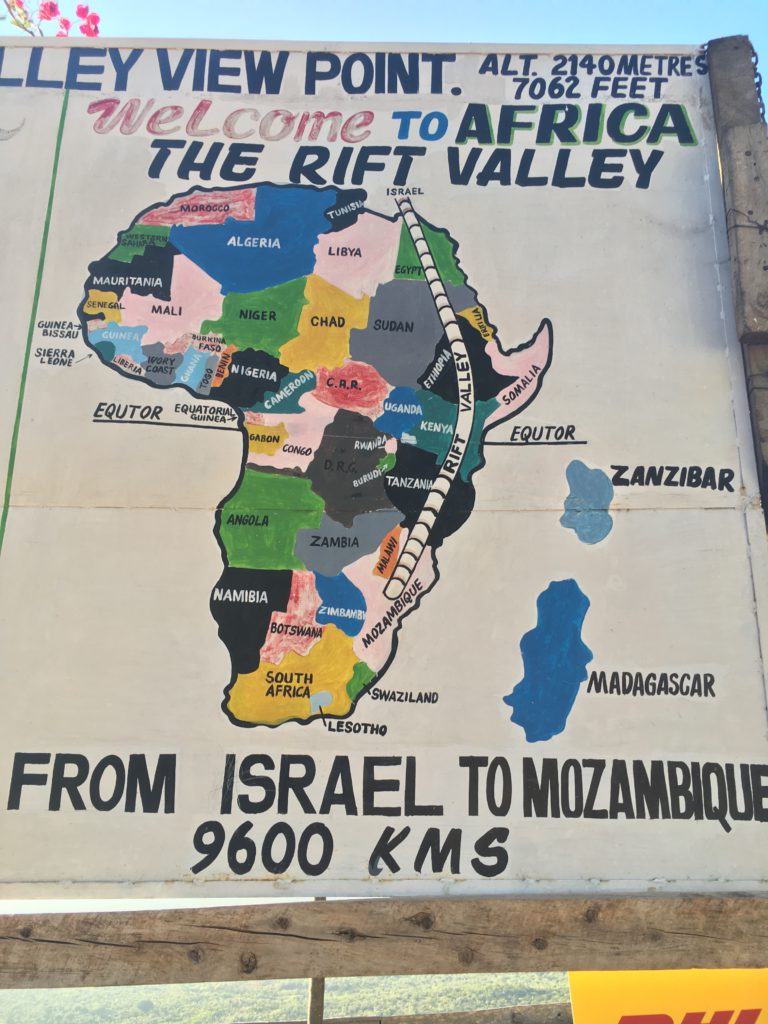 LLEY VIEW POINT.
ALT. 2140 METRES
7062 FEET
WELCOME TO AFRICA
THE RIFT VALLEY
ISRAEL
MOROCCO
TUNISIA
ALGERIA
LIBYA
EGYPT
WESTERN
SAHARA
MAURITANIA
MALI
NIGER
CHAD
SUDAN
ERITREA
SENEGAL
GUINEA-
BISSAU
GUINEA
SIERRA
LEONE
LIBERIA
IVORY
COAST
BURKINA
FASO
GHANA
TOGO
BENIN
NIGERIA
CAMEROON
C.A.R.
ETHIOPIA
SOMALIA
RIFT VALLEY
UGANDA
KENYA
EQUTOR
EQUATORIAL
GUINEA
EQUTOR
GABON
CONGO
D.R.C.
RWANDA
BURUDI
TANZANIA
ZANZIBAR
ANGOLA
ZAMBIA
MALAWI
MOZAMBIQUE
NAMIBIA
ZIMBAMBI
BOTSWANA
SOUTH
AFRICA
SWAZILAND
LESOTHO
MADAGASCAR
FROM ISRAEL TO MOZAMBIQUE
9600 KMS
DHL